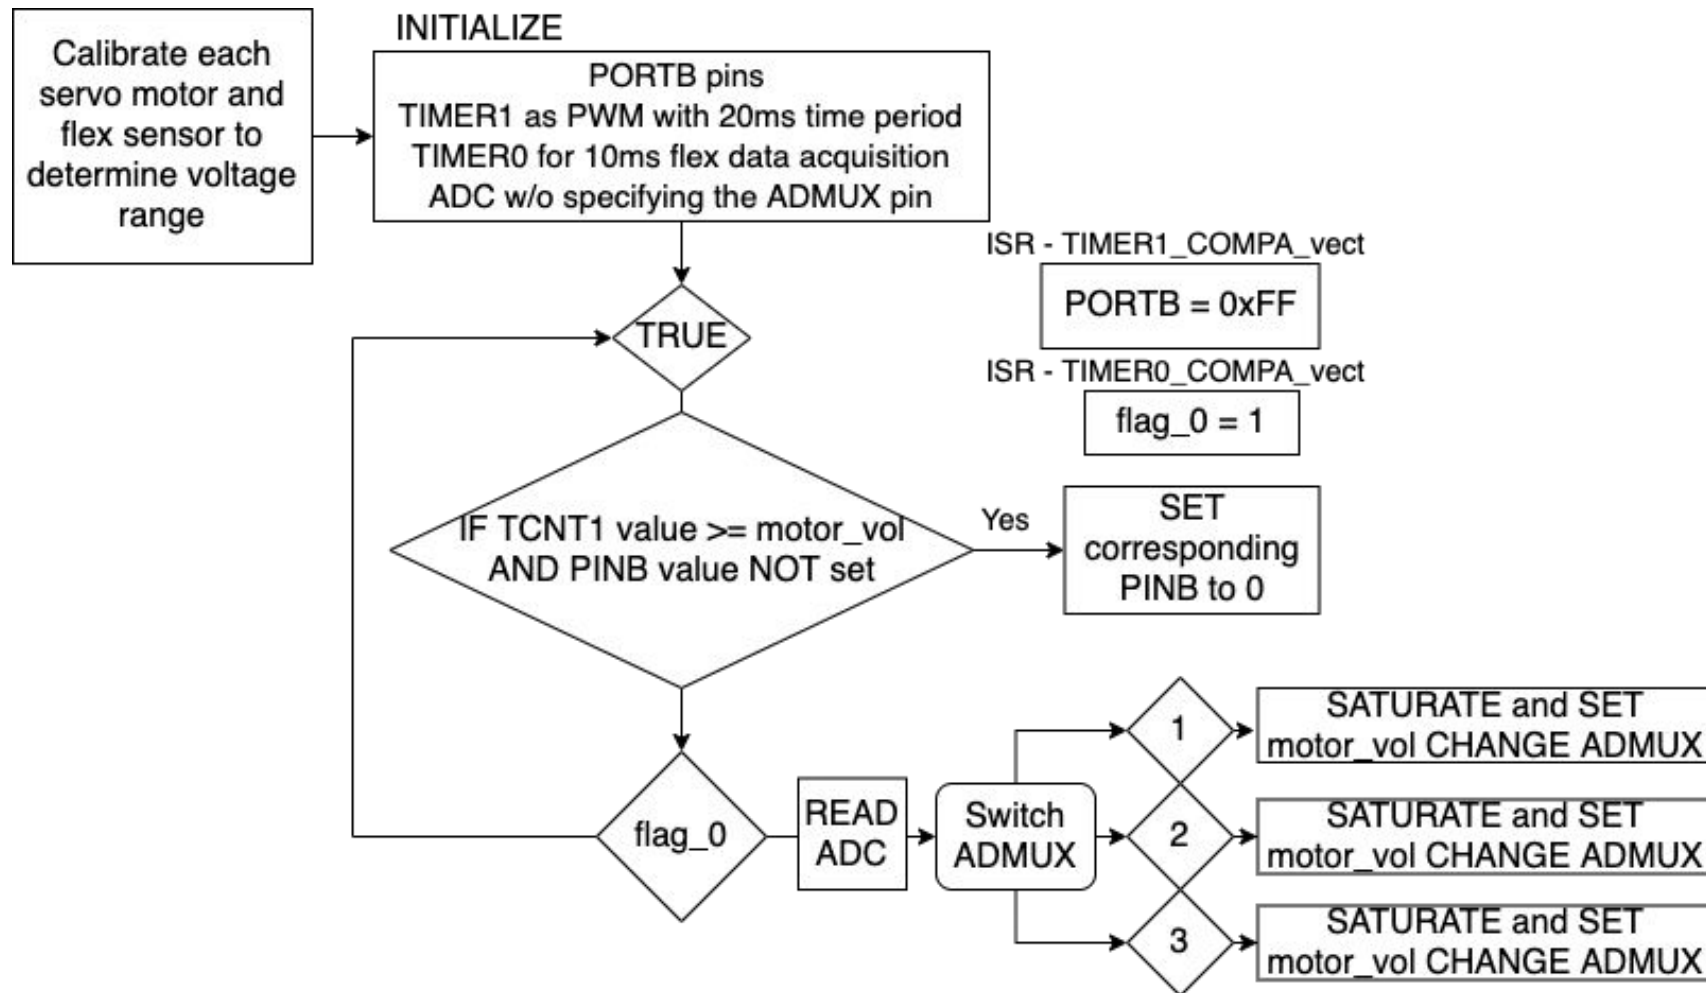 Calibrate each
servo motor and
flex sensor to
determine voltage
range
INITIALIZE
PORTB pins
TIMER1 as PWM with 20ms time period
TIMER0 for 10ms flex data acquisition
ADC w/o specifying the ADMUX pin
ISR - TIMER1_COMPA_vect
PORTB = 0xFF
TRUE
ISR - TIMER0_COMPA_vect
flag_0 = 1
IF TCNT1 value >= motor_vol
AND PINB value NOT set
Yes
SET
corresponding
PINB to 0
flag_0
READ
ADC
Switch
ADMUX
1
SATURATE and SET
motor_vol CHANGE ADMUX
2
SATURATE and SET
motor_vol CHANGE ADMUX
3
SATURATE and SET
motor_vol CHANGE ADMUX